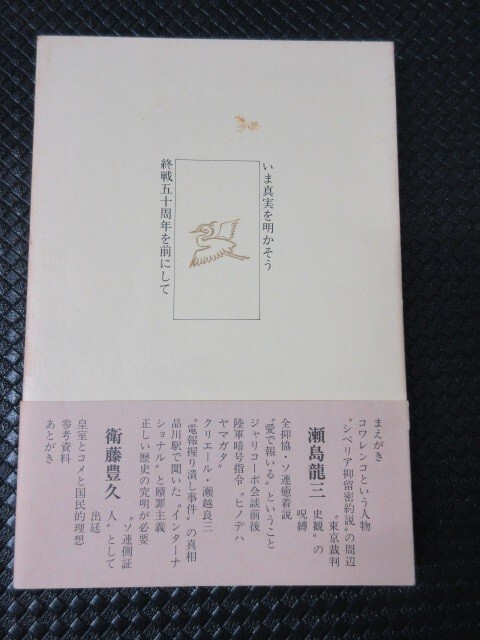 いま真実を明かそう
終戦五十周年を前にして
まえがき
コワレンコという人物
“シベリア抑留密約説”の周辺
“東京裁判
史観”の
呪縛
瀬島龍三
全抑協・ソ連癒着説
“愛で報いる”ということ
ジャリコーボ会談前後
陸軍暗号指令“ヒノデハ
ヤマガタ”
クリエール・瀬越良三
“電報握り潰し事件”の真相
品川駅で聞いた“インターナ
ショナル”と贖罪主義
正しい歴史の究明が必要
“ソ連側証
人”として
出廷
衛藤豊久
皇室とコメと国民的理想
参考資料
あとがき